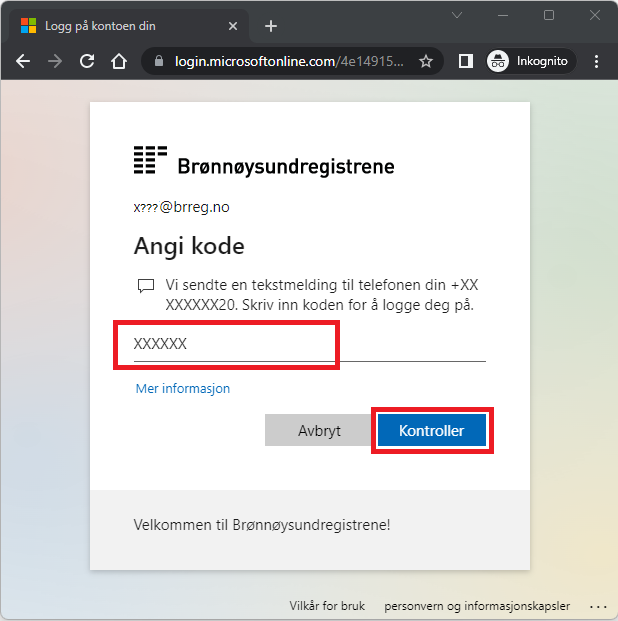 Logg på kontoen din
login.microsoftonline.com/4e14915...
Inkognito
Brønnøysundregistrene
x???@brreg.no
Angi kode
Vi sendte en tekstmelding til telefonen din +XX
XXXXXX20. Skriv inn koden for å logge deg på.
XXXXXX
Mer informasjon
Avbryt
Kontroller
Velkommen til Brønnøysundregistrene!
Vilkår for bruk
personvern og informasjonskapsler
...